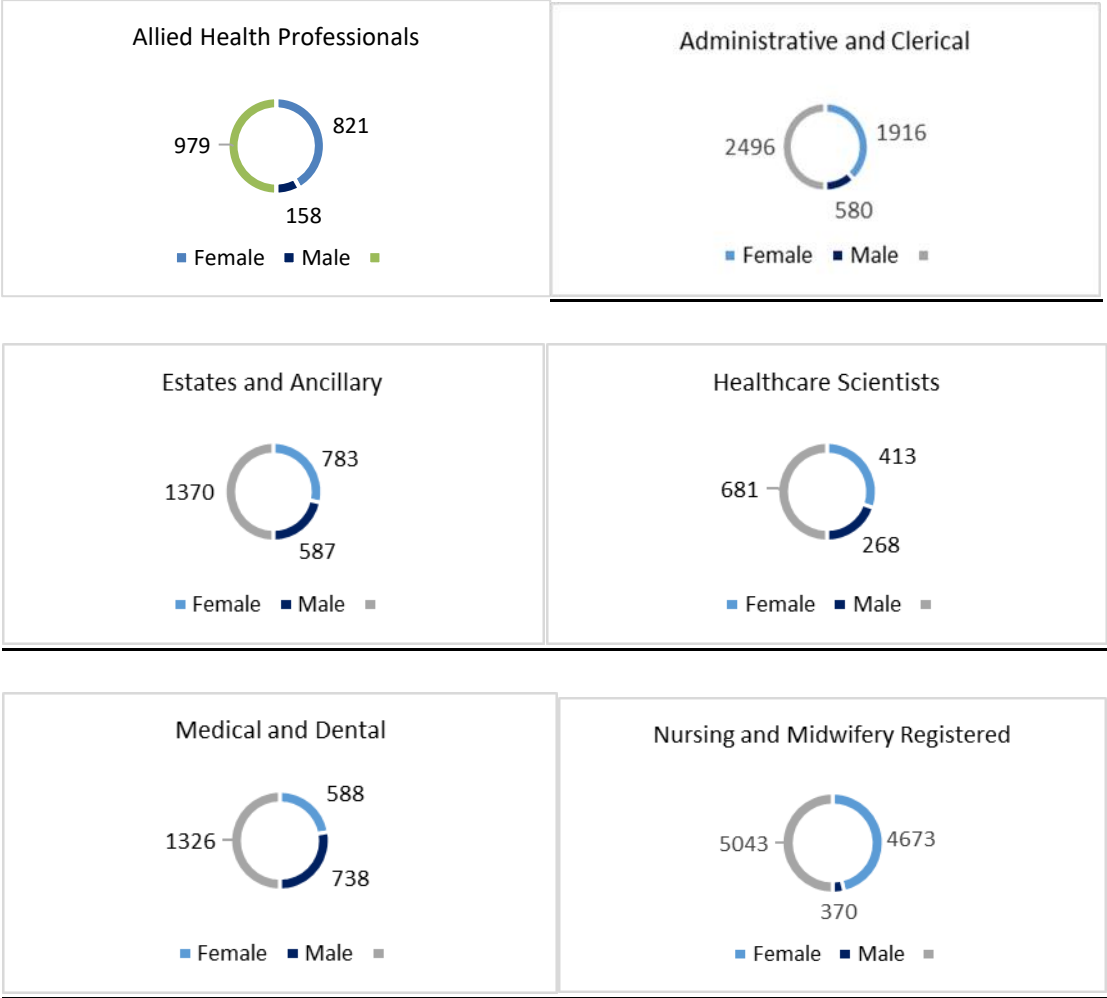 Allied Health Professionals
821
979
158
Female Male
Administrative and Clerical
1916
2496
580
Female Male
Estates and Ancillary
783
1370
587
Female Male
Healthcare Scientists
413
681
268
Female Male
Medical and Dental
588
1326
738
Female Male
Nursing and Midwifery Registered
4673
5043
370
Female Male